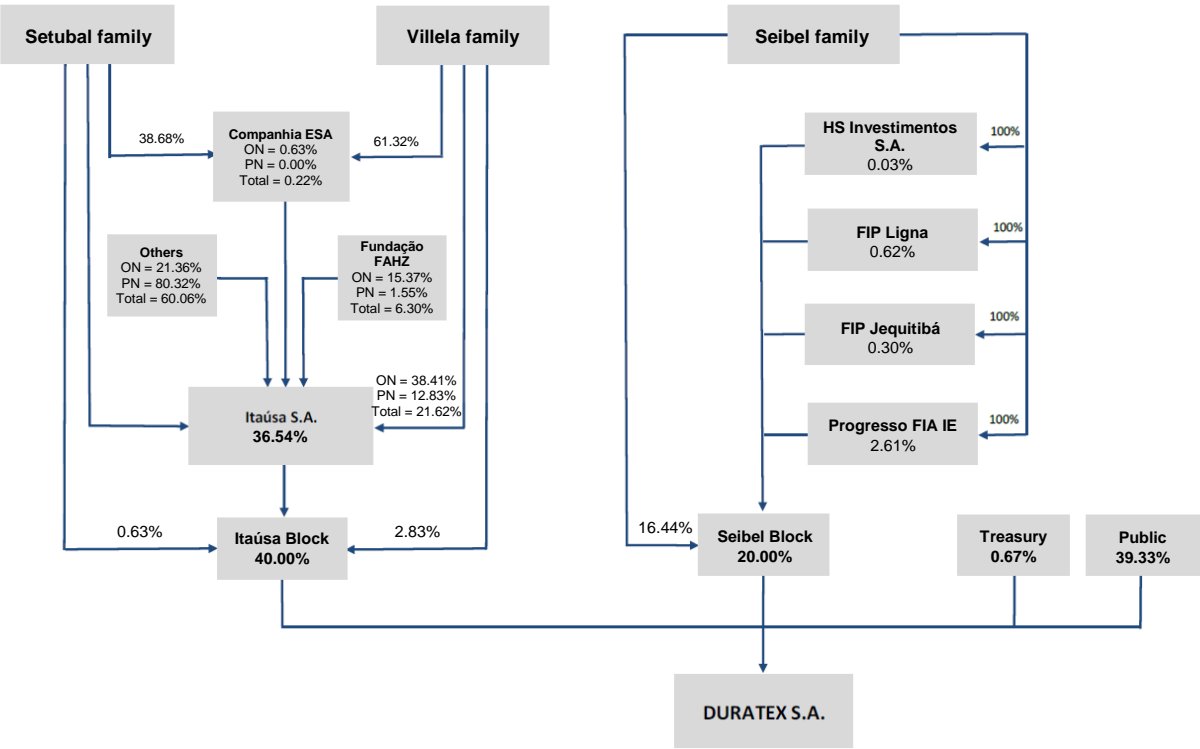 Setubal family
Villela family
Seibel family
38.68%
Companhia ESA
ON = 0.63%
PN = 0.00%
Total = 0.22%
61.32%
HS Investimentos
S.A.
0.03%
100%
FIP Ligna
0.62%
100%
Others
ON = 21.36%
PN = 80.32%
Total = 60.06%
Fundação
FAHZ
ON = 15.37%
PN = 1.55%
Total = 6.30%
FIP Jequitibá
0.30%
100%
ON = 38.41%
PN = 12.83%
Total = 21.62%
Itaúsa S.A.
36.54%
Progresso FIA IE
2.61%
100%
0.63%
Itaúsa Block
40.00%
2.83%
16.44%
Seibel Block
20.00%
Treasury
0.67%
Public
39.33%
DURATEX S.A.